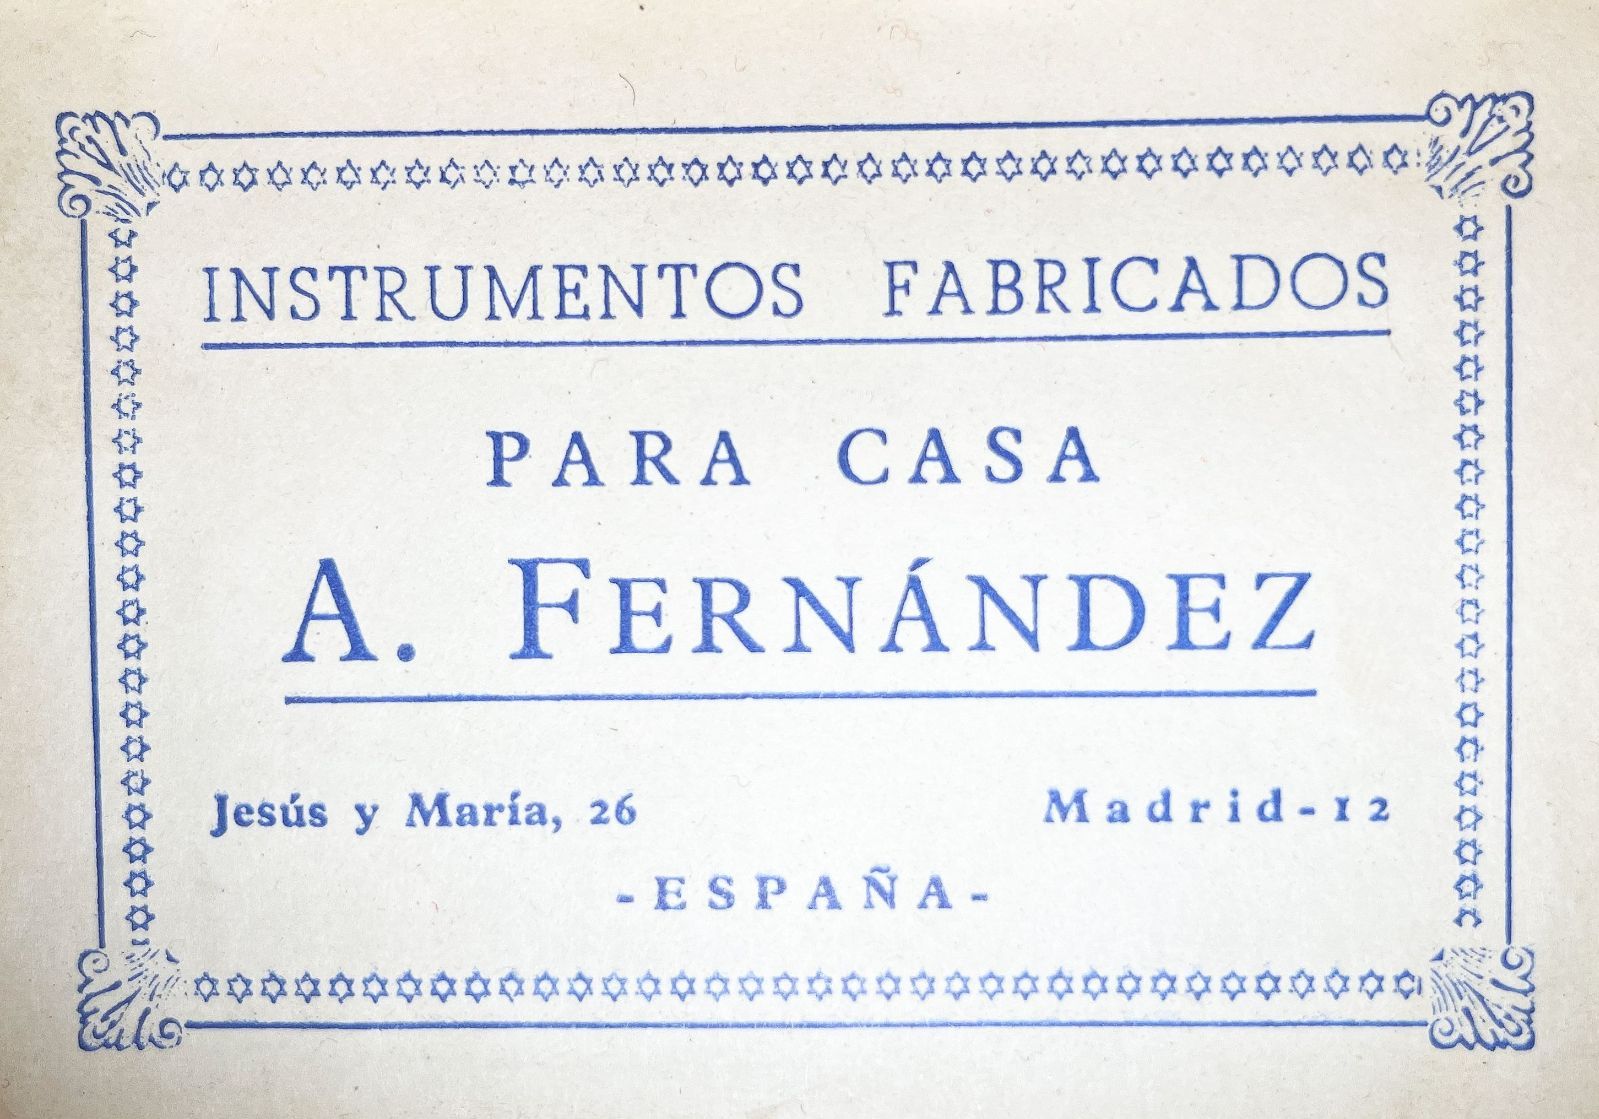 INSTRUMENTOS FABRICADOS
PARA CASA
A. FERNÁNDEZ
Jesús y María, 26 Madrid-12
-ESPAÑA-